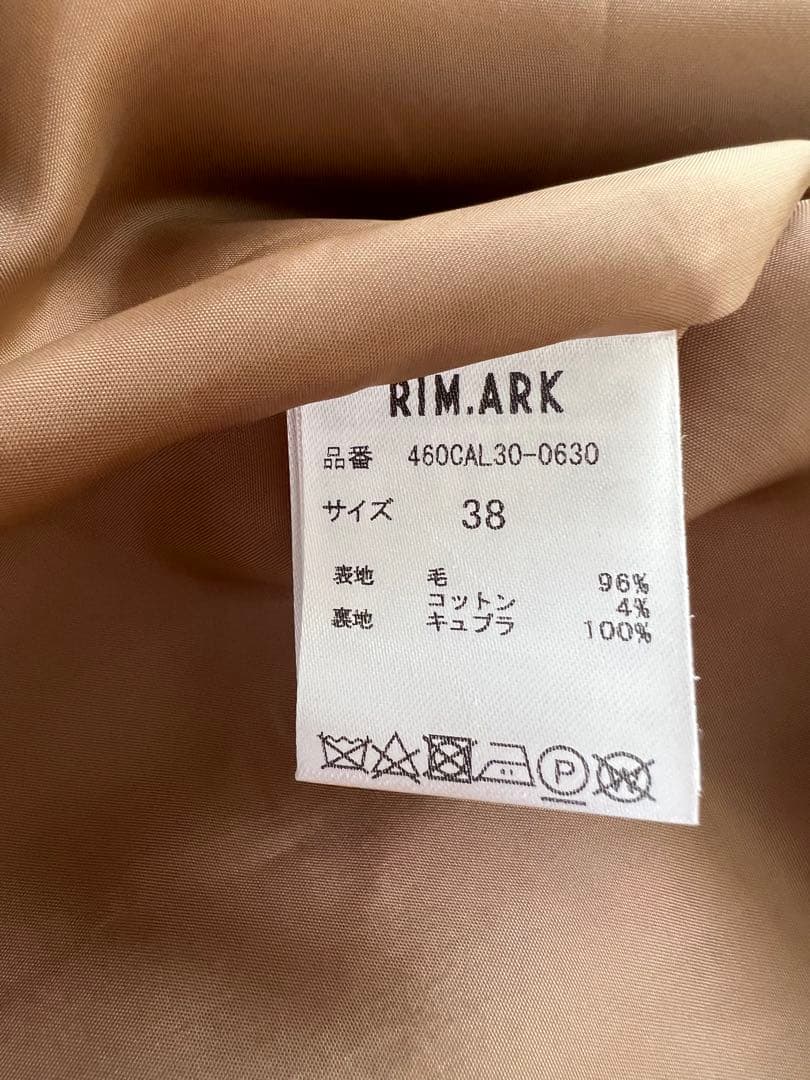 RIM.ARK
品番 460CAL30-0630
サイズ 38
表地 毛 96%
コットン 4%
裏地 キュプラ 100%
P
W